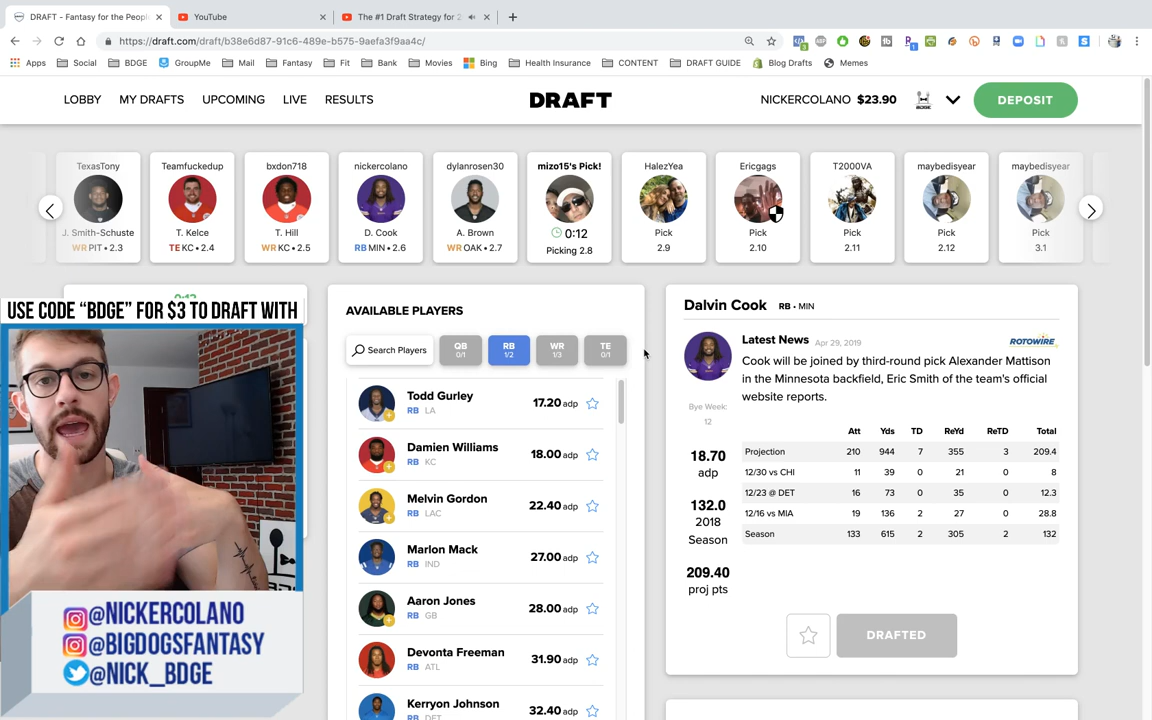 DRAFT - Fantasy for the Peopl
YouTube
The #1 Draft Strategy for 2
https://draft.com/draft/b38e6d87-91c6-489e-b575-9aefa3f9aa4c/
Apps
Social
BDGE
GroupMe
Mail
Fantasy
Fit
Bank
Movies
Bing
Health Insurance
CONTENT
DRAFT GUIDE
Blog Drafts
Memes
LOBBY
MY DRAFTS
UPCOMING
LIVE
RESULTS
DRAFT
NICKERCOLANO $23.90
DEPOSIT
TexasTony
J. Smith-Schuste
WR PIT • 2.3
Teamfuckedup
T. Kelce
TE KC • 2.4
bxdon718
T. Hill
WR KC • 2.5
nickercolano
D. Cook
RB MIN • 2.6
dylanrosen30
A. Brown
WR OAK • 2.7
mizo15's Pick!
0:12
Picking 2.8
HalezYea
Pick
2.9
Ericgags
Pick
2.10
T2000VA
Pick
2.11
maybedisyear
Pick
2.12
maybedisyear
Pick
3.1
0:12
USE CODE “BDGE” FOR $3 TO DRAFT WITH
@NICKERCOLANO
@BIGDOGSFANTASY
@NICK_BDGE
AVAILABLE PLAYERS
Search Players
QB
0/1
RB
1/2
WR
1/3
TE
0/1
Todd Gurley
RB LA
17.20 adp
Damien Williams
RB KC
18.00 adp
Melvin Gordon
RB LAC
22.40 adp
Marlon Mack
RB IND
27.00 adp
Aaron Jones
RB GB
28.00 adp
Devonta Freeman
RB ATL
31.90 adp
Kerryon Johnson
RB DET
32.40 adp
Dalvin Cook RB • MIN
Latest News Apr 29, 2019
ROTOWIRE
Cook will be joined by third-round pick Alexander Mattison
in the Minnesota backfield, Eric Smith of the team's official
website reports.
Bye Week:
12
18.70
adp
132.0
2018
Season
209.40
proj pts
Att Yds TD ReYd ReTD Total
Projection 210 944 7 355 3 209.4
12/30 vs CHI 11 39 0 21 0 8
12/23 @ DET 16 73 0 35 0 12.3
12/16 vs MIA 19 136 2 27 0 28.8
Season 133 615 2 305 2 132
DRAFTED